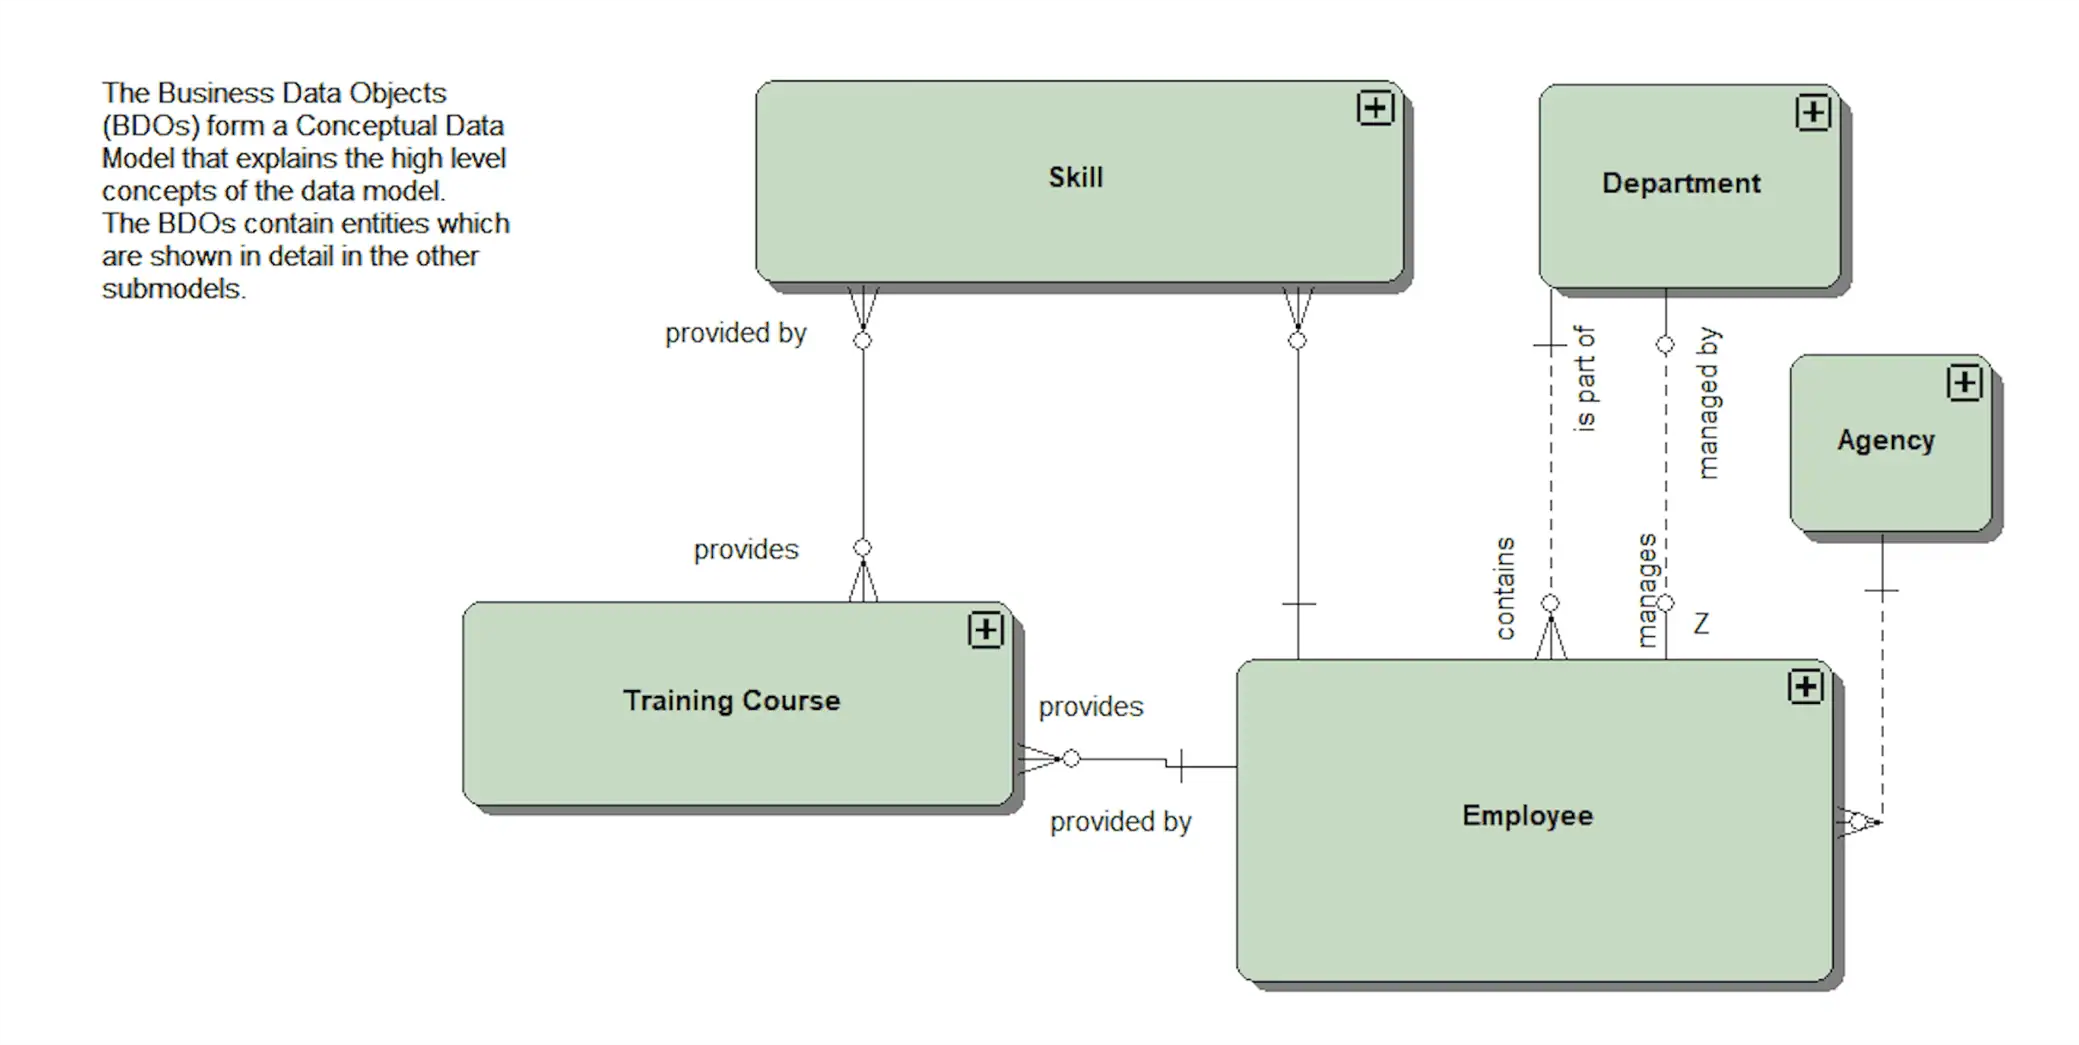 The Business Data Objects
(BDOs) form a Conceptual Data
Model that explains the high level
concepts of the data model.
The BDOs contain entities which
are shown in detail in the other
submodels.
Skill
Department
provided by
is part of
managed by
Agency
provides
contains
manages
Z
Training Course
provides
provided by
Employee